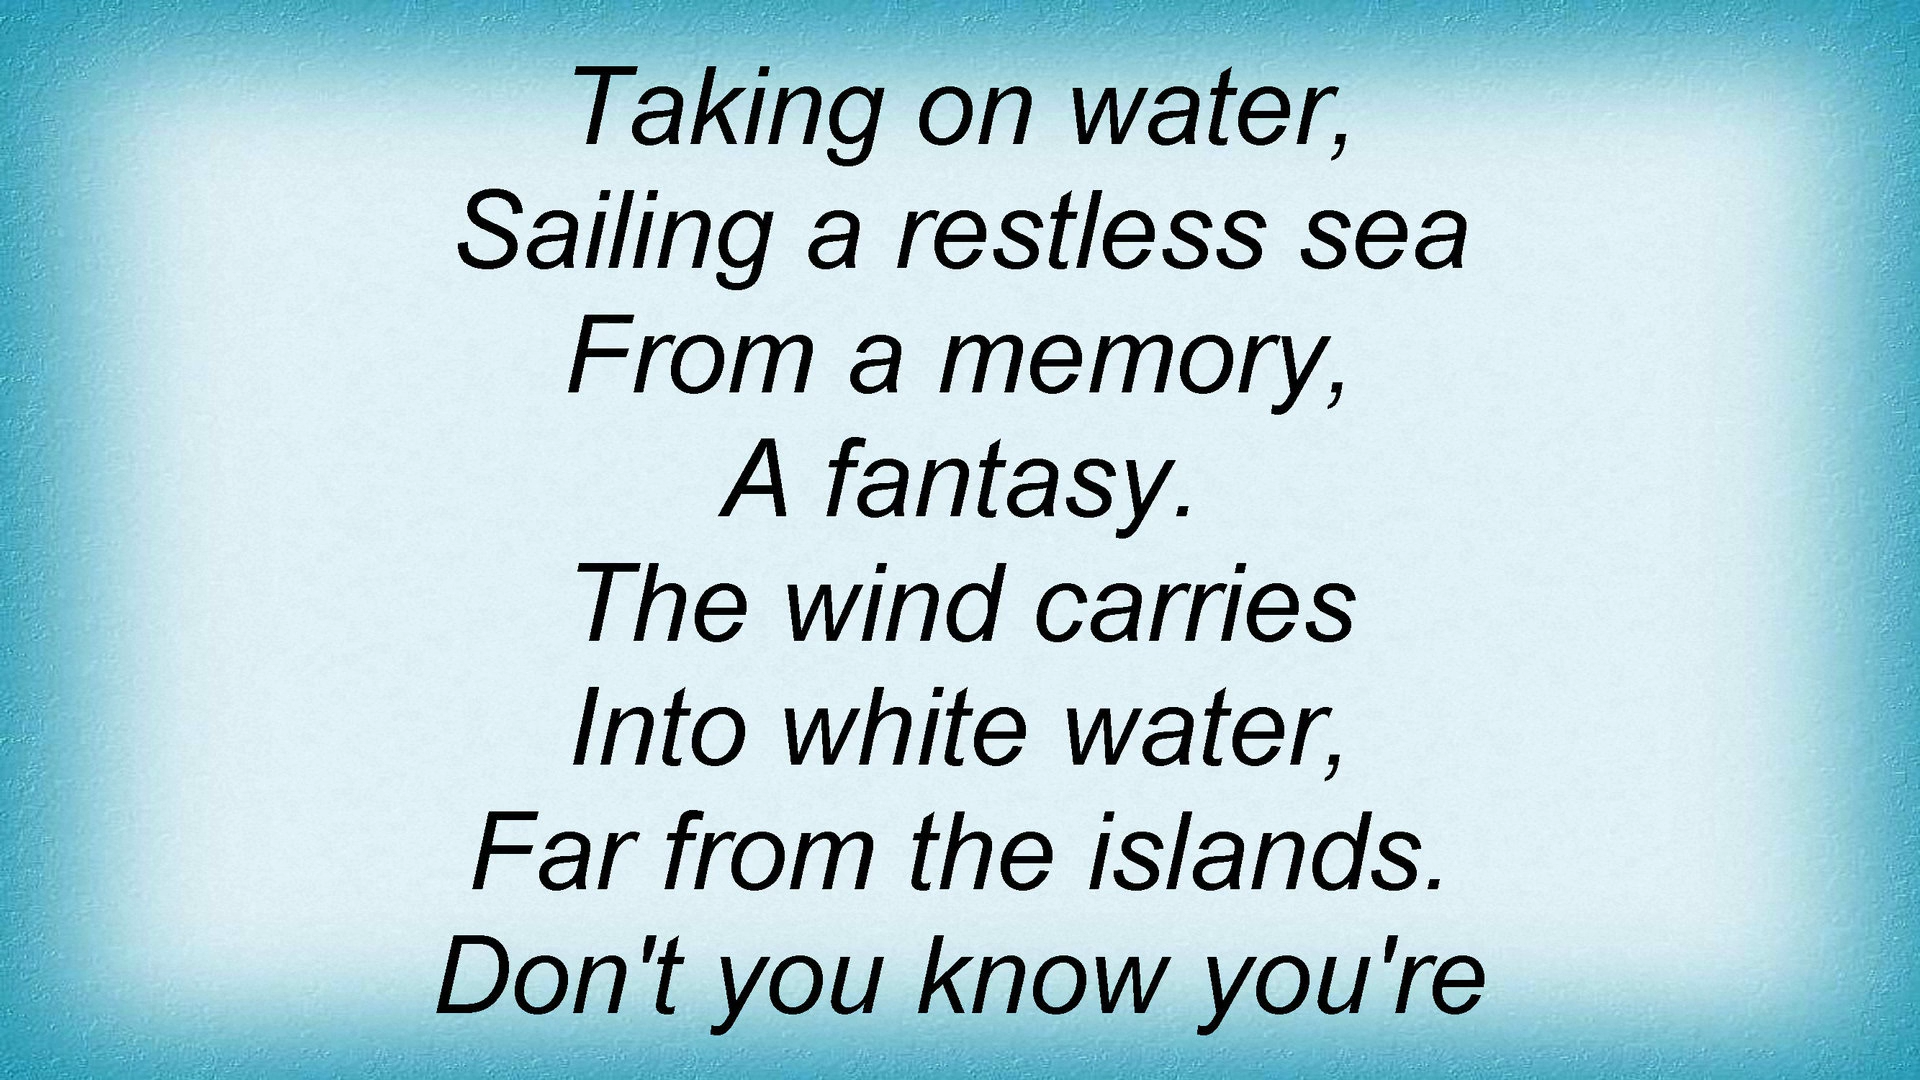 Taking on water,
Sailing a restless sea
From a memory,
A fantasy.
The wind carries
Into white water,
Far from the islands.
Don't you know you're